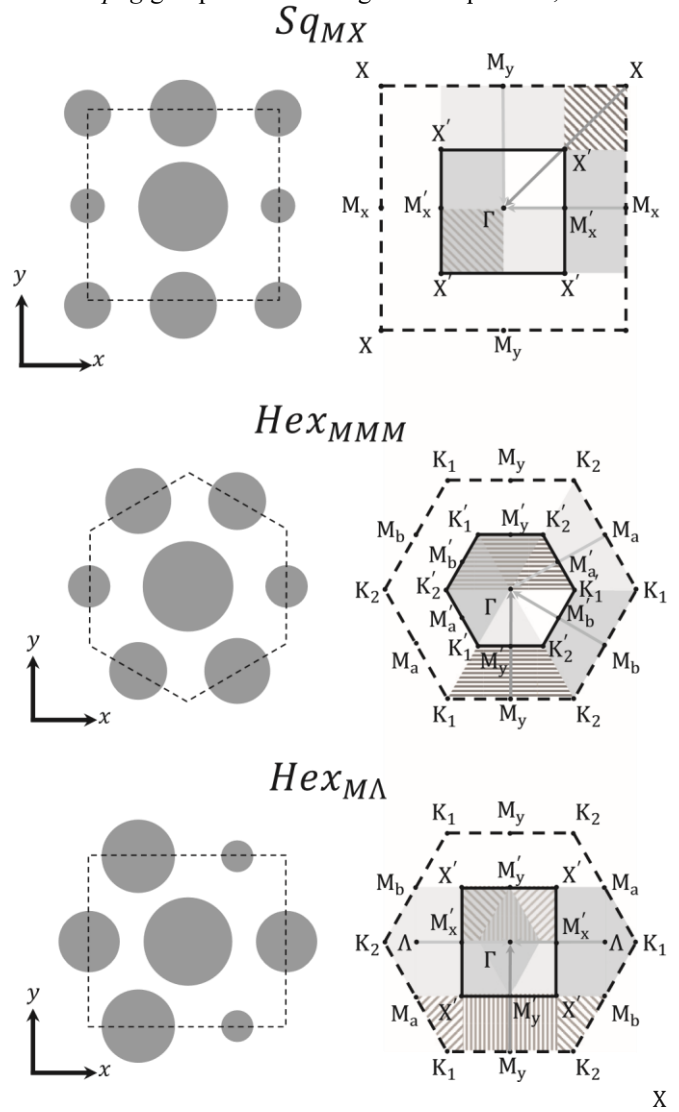 Sq_MX
X M_y X
X′ X′
M_x M′_x Γ M′_x M_x
X′ X′
y
x
X M_y X
Hex_MMM
K_1 M_y K_2
K′_1 M′_y K′_2
M_b M′_b M′_a M_a
K_2 K′_2 Γ K′_1 K_1
M′_a M′_b
K′_1 M′_y K′_2
M_a M_b
y
x
K_1 M_y K_2
Hex_MΛ
K_1 M_y K_2
M_b X′ M′_y X′ M_a
K_2 Λ M′_x Γ M′_x Λ K_1
M_a X′ M′_y X′ M_b
y
x
K_1 M_y K_2
X